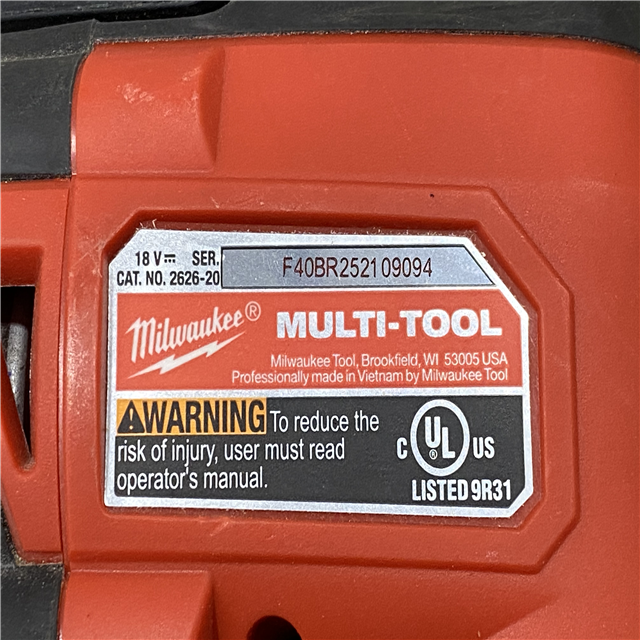 18 V⎓ SER. F40BR252109094
CAT. NO. 2626-20
Milwaukee® MULTI-TOOL
Milwaukee Tool, Brookfield, WI 53005 USA
Professionally made in Vietnam by Milwaukee Tool
⚠WARNING To reduce the
risk of injury, user must read
operator's manual.
C UL® US
LISTED 9R31